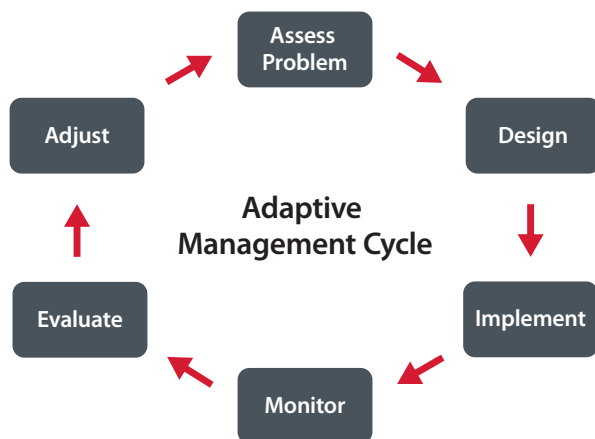 Assess
Problem
Adjust
Design
Adaptive
Management Cycle
Evaluate
Implement
Monitor